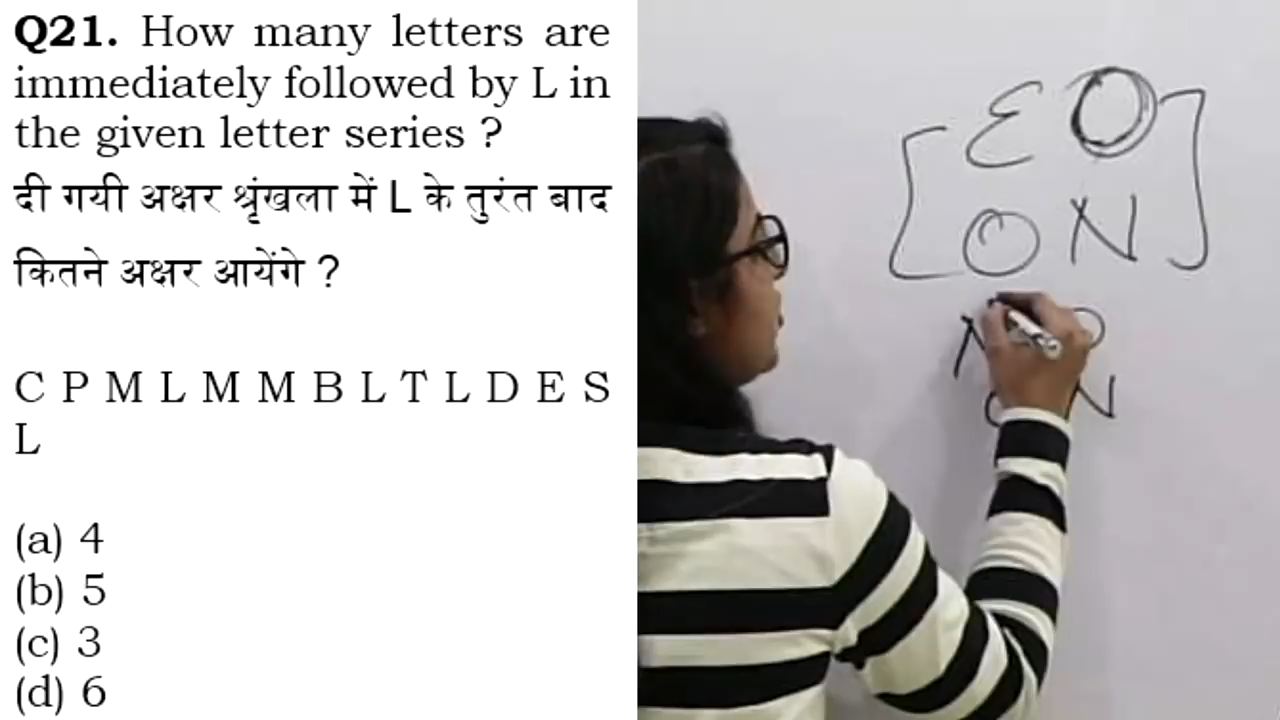 Q21. How many letters are
immediately followed by L in
the given letter series ?
दी गयी अक्षर श्रृंखला में L के तुरंत बाद
कितने अक्षर आयेंगे ?
C P M L M M B L T L D E S
L
(a) 4
(b) 5
(c) 3
(d) 6
E O
O N
N